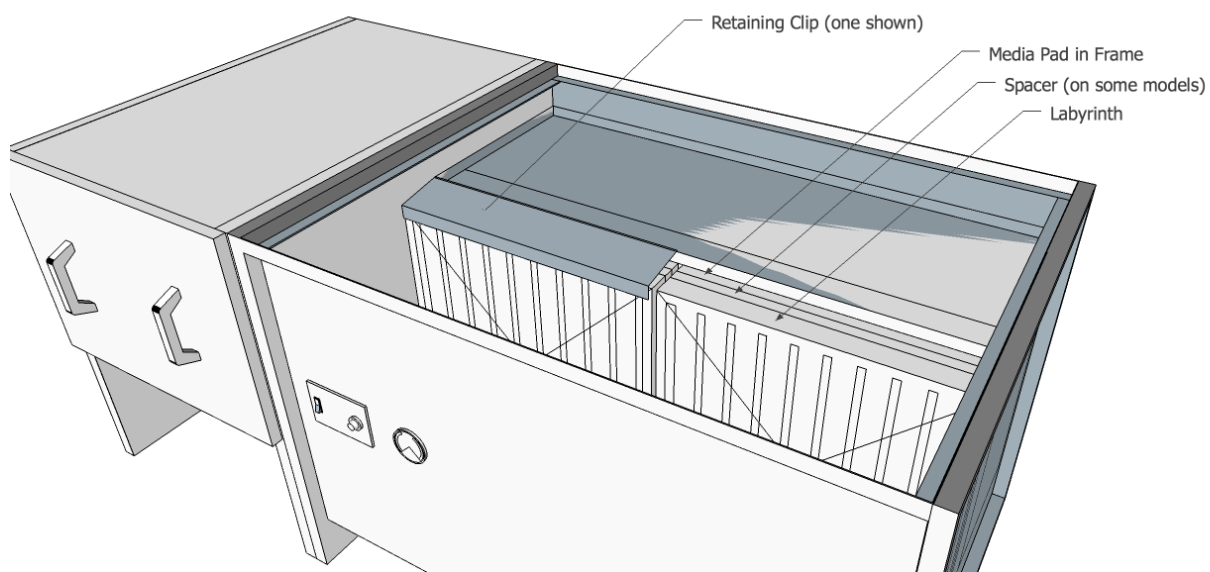 Retaining Clip (one shown)
Media Pad in Frame
Spacer (on some models)
Labyrinth